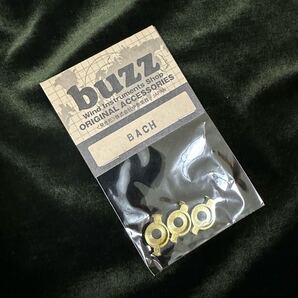 buzz
Wind Instruments Shop
ORIGINAL ACCESSORIES
BACH